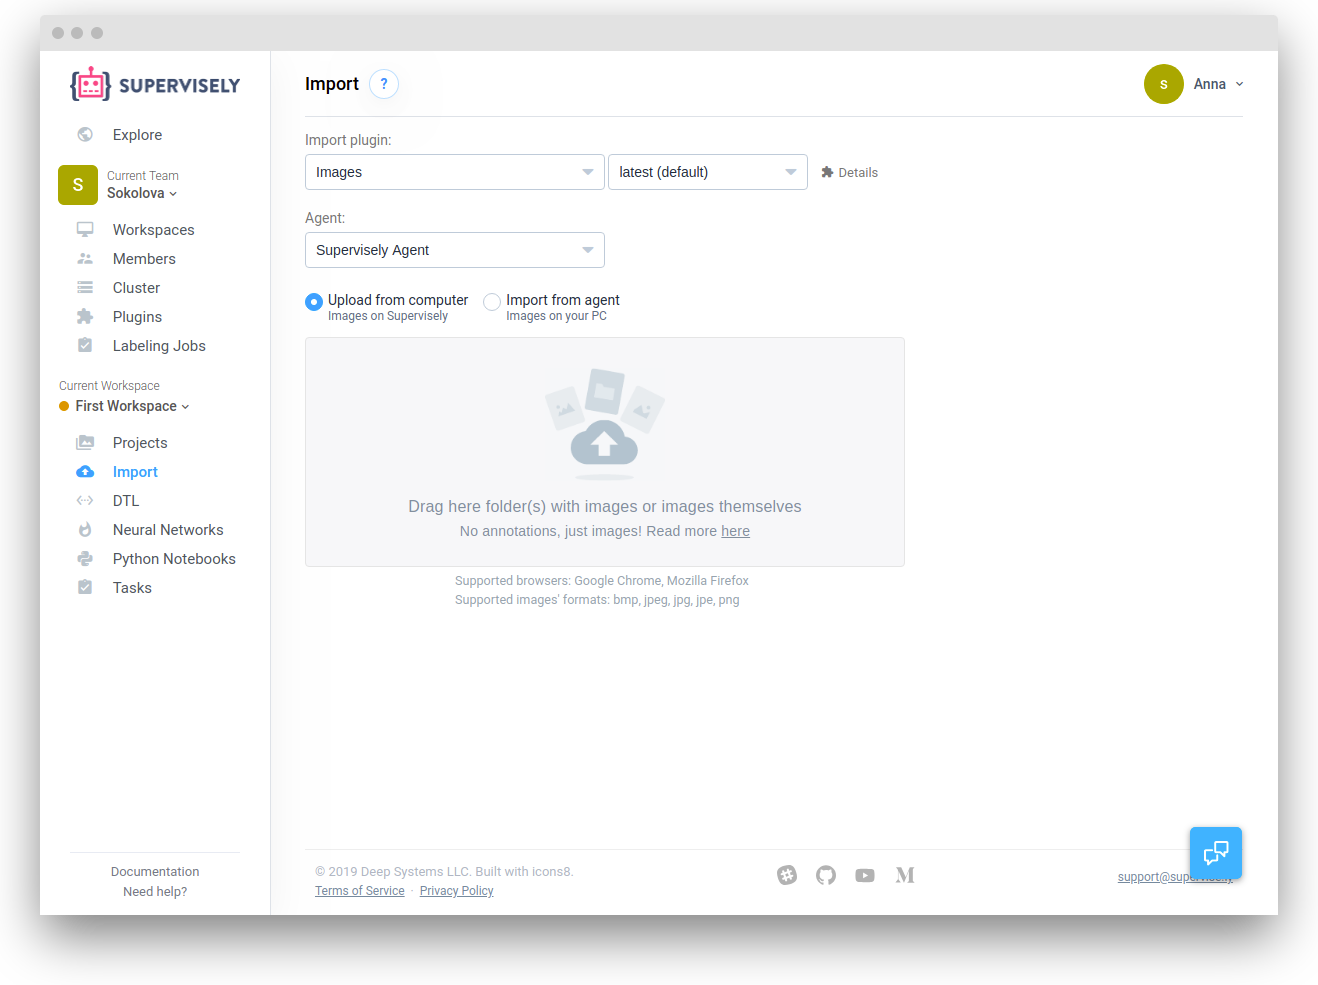 SUPERVISELY
Explore
S
Current Team
Sokolova
Workspaces
Members
Cluster
Plugins
Labeling Jobs
Current Workspace
First Workspace
Projects
Import
DTL
Neural Networks
Python Notebooks
Tasks
Documentation
Need help?
Import ?
S Anna
Import plugin:
Images latest (default) Details
Agent:
Supervisely Agent
Upload from computer Import from agent
Images on Supervisely Images on your PC
Drag here folder(s) with images or images themselves
No annotations, just images! Read more here
Supported browsers: Google Chrome, Mozilla Firefox
Supported images' formats: bmp, jpeg, jpg, jpe, png
© 2019 Deep Systems LLC. Built with icons8.
Terms of Service · Privacy Policy
support@supervise.ly